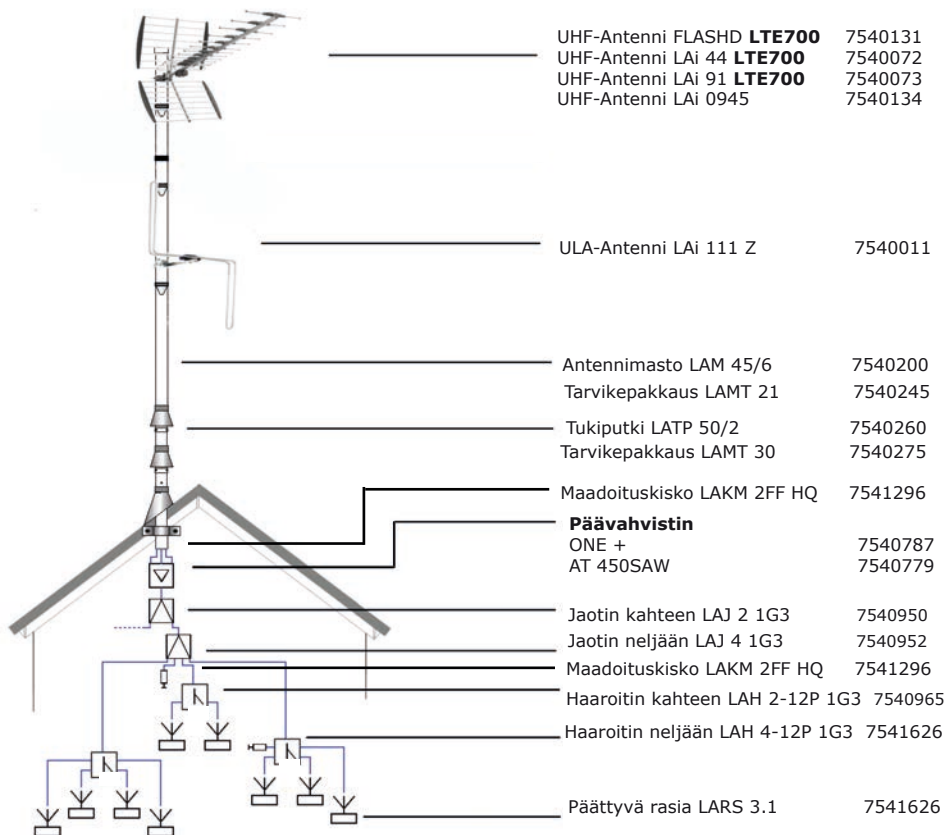 UHF-Antenni FLASHD LTE700 7540131
UHF-Antenni LAi 44 LTE700 7540072
UHF-Antenni LAi 91 LTE700 7540073
UHF-Antenni LAi 0945 7540134
ULA-Antenni LAi 111 Z 7540011
Antennimasto LAM 45/6 7540200
Tarvikepakkaus LAMT 21 7540245
Tukiputki LATP 50/2 7540260
Tarvikepakkaus LAMT 30 7540275
Maadoituskisko LAKM 2FF HQ 7541296
Päävahvistin
ONE + 7540787
AT 450SAW 7540779
Jaotin kahteen LAJ 2 1G3 7540950
Jaotin neljään LAJ 4 1G3 7540952
Maadoituskisko LAKM 2FF HQ 7541296
Haaroitin kahteen LAH 2-12P 1G3 7540965
Haaroitin neljään LAH 4-12P 1G3 7541626
Päättyvä rasia LARS 3.1 7541626